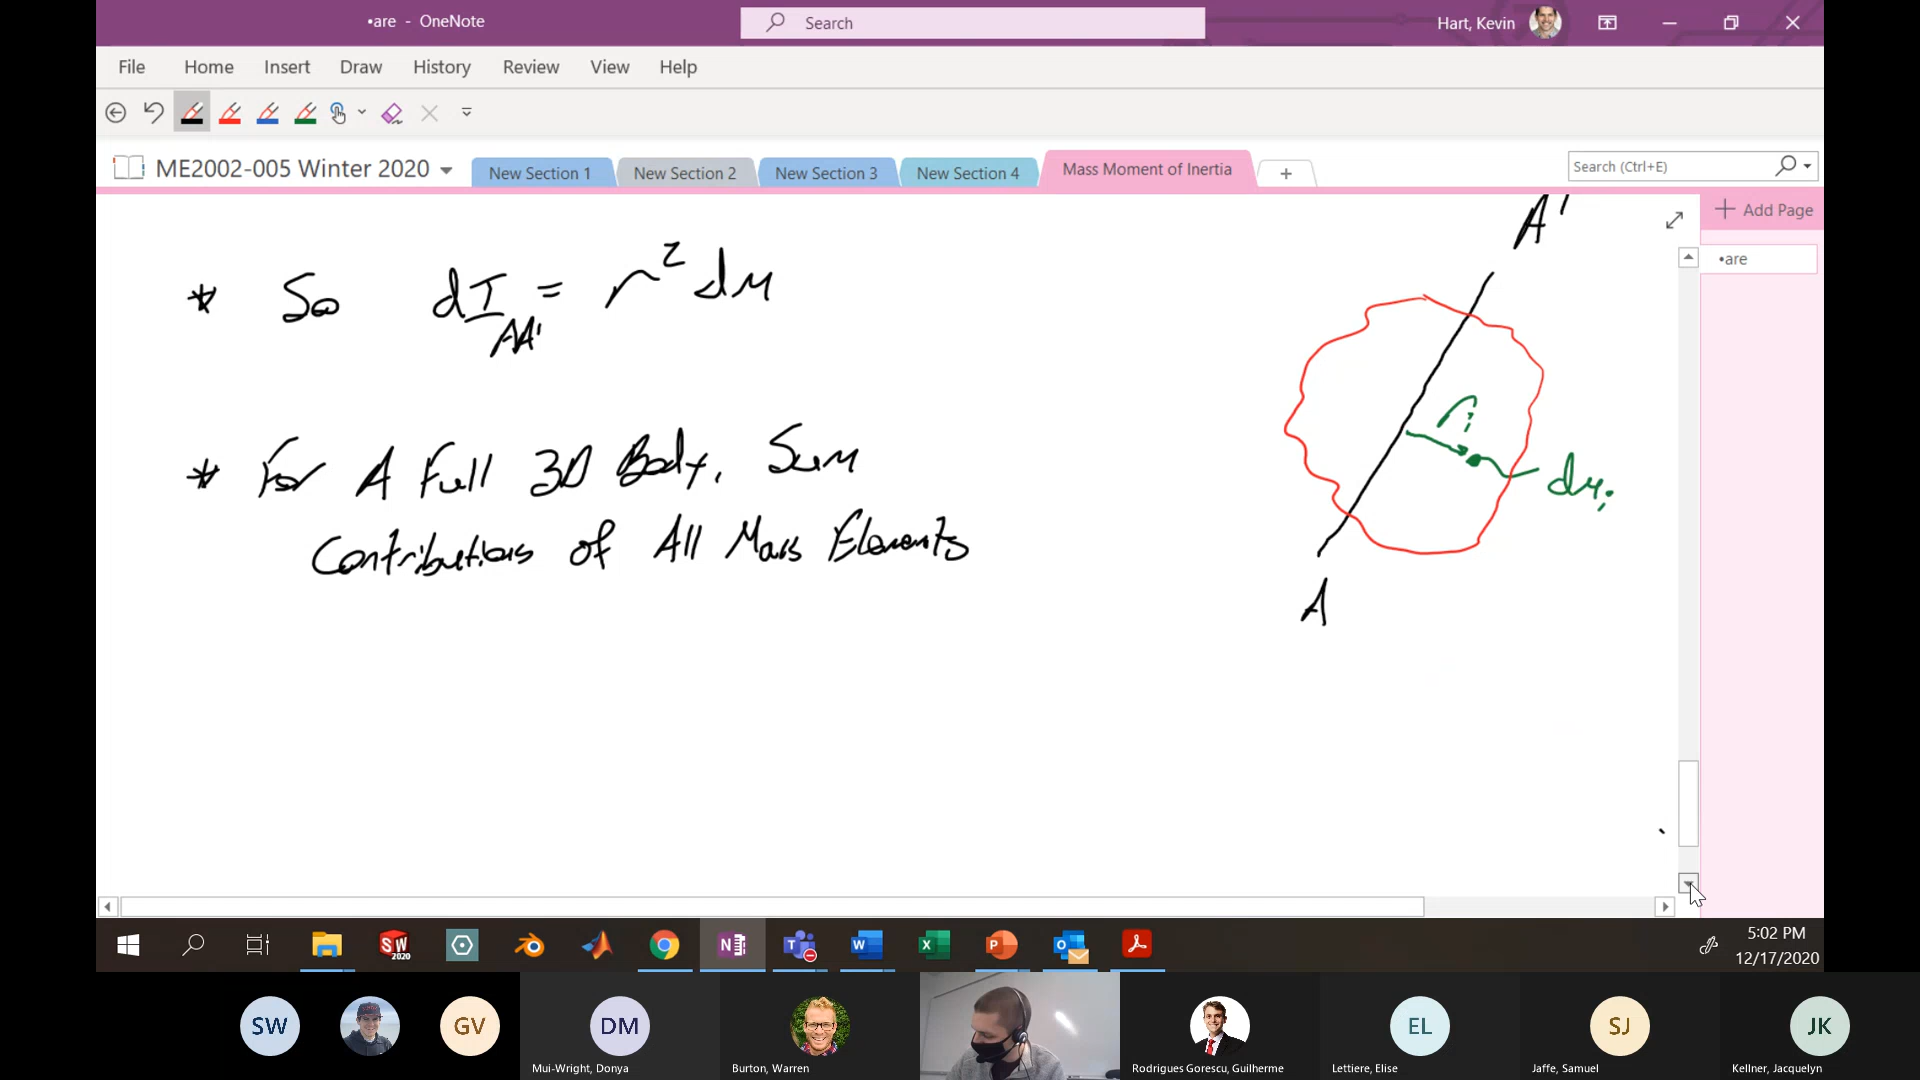 •are - OneNote
Search
Hart, Kevin
File Home Insert Draw History Review View Help
ME2002-005 Winter 2020
New Section 1
New Section 2
New Section 3
New Section 4
Mass Moment of Inertia
+
Search (Ctrl+E)
Add Page
•are
A'
* So dI = r² dm
AA'
* For A Full 3D Body, Sum
Contributions of All Mass Elements
ri
dmi
A
SW
2020
5:02 PM
12/17/2020
SW
GV
DM
EL
SJ
JK
Mui-Wright, Donya
Burton, Warren
Rodrigues Gorescu, Guilherme
Lettiere, Elise
Jaffe, Samuel
Kellner, Jacquelyn